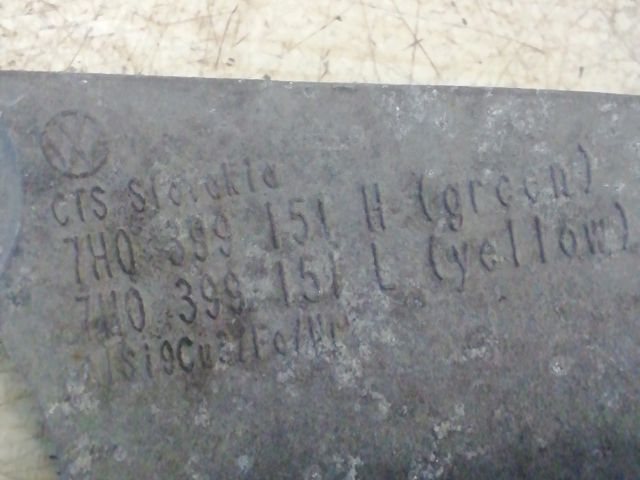 CTS Slovakia
7H0 399 151 H (green)
7H0 399 151 L (yellow)